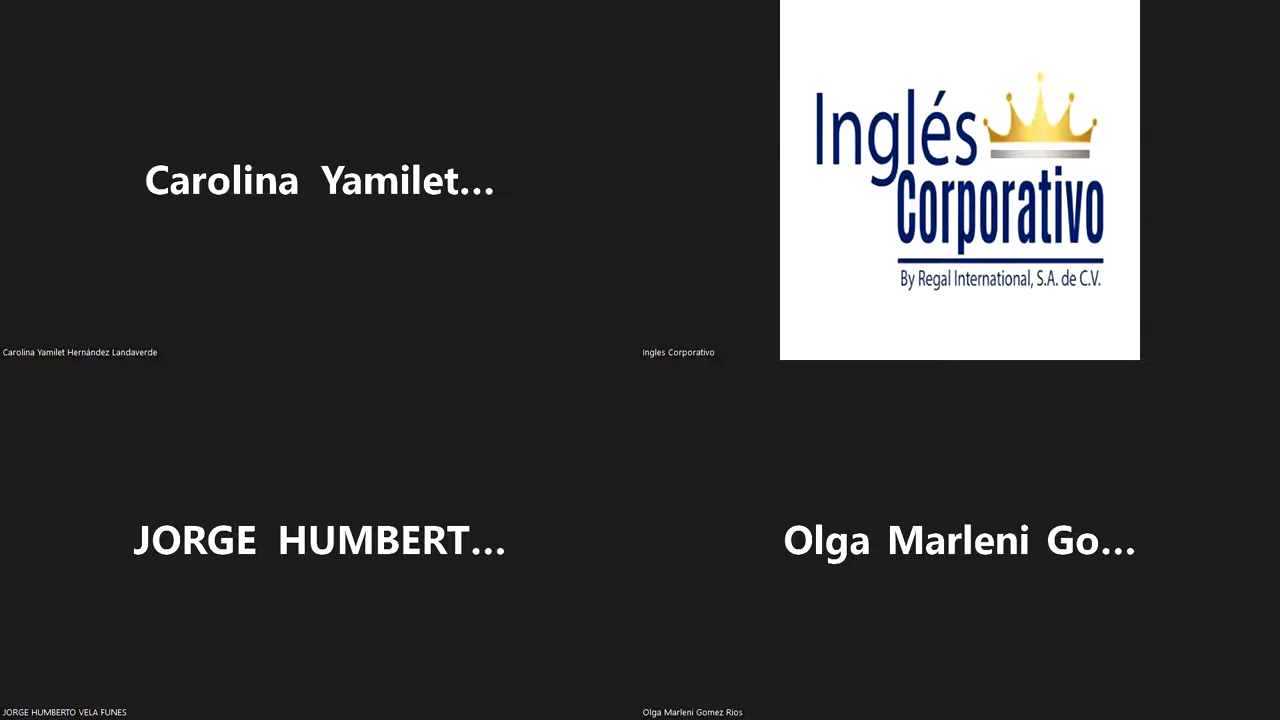 Carolina Yamilet...
Carolina Yamilet Hernández Landaverde
Inglés
Corporativo
By Regal International, S.A. de C.V.
Ingles Corporativo
JORGE HUMBERT...
JORGE HUMBERTO VELA FUNES
Olga Marleni Go...
Olga Marleni Gomez Rios